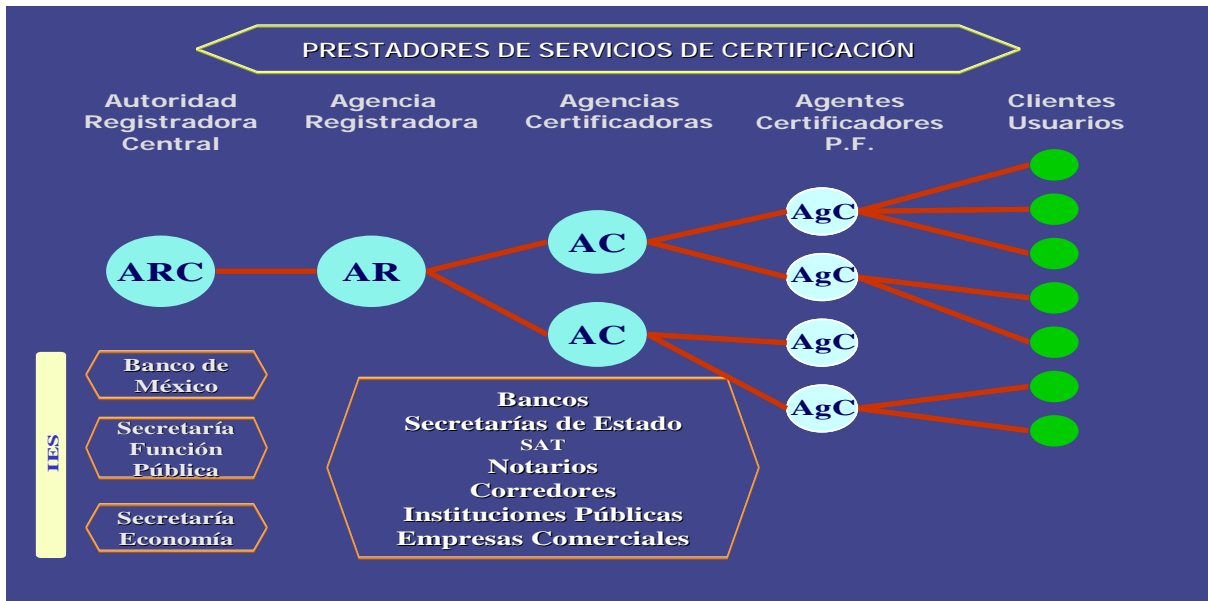 PRESTADORES DE SERVICIOS DE CERTIFICACIÓN
Autoridad
Registradora
Central
Agencia
Registradora
Agencias
Certificadoras
Agentes
Certificadores
P.F.
Clientes
Usuarios
ARC
AR
AC
AC
AgC
AgC
AgC
AgC
IES
Banco de
México
Secretaría
Función
Pública
Secretaría
Economía
Bancos
Secretarías de Estado
SAT
Notarios
Corredores
Instituciones Públicas
Empresas Comerciales